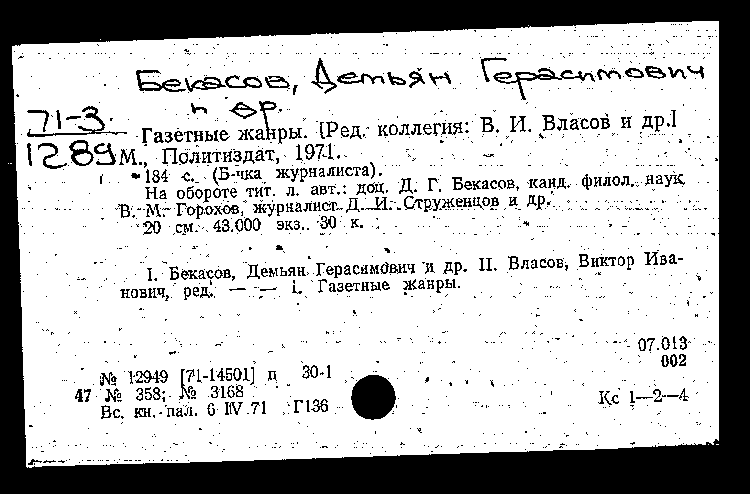 Бекасов, Демьян Герасимович
и др.
71-3
1289
Газетные жанры. [Ред. коллегия: В. И. Власов и др.]
М., Политиздат, 1971.
184 с. (Б-чка журналиста).
На обороте тит. л. авт.: доц. Д. Г. Бекасов, канд. филол. наук
В. М. Горохов, журналист Д. И. Струженцов и др.
20 см. 43.000 экз. 30 к.
I. Бекасов, Демьян Герасимович и др. II. Власов, Виктор Ива-
нович, ред. — — 1. Газетные жанры.
07.013
002
№ 12949 [71-14501] п 30-1
47 № 358; № 3168
Вс. кн. пал. 6 IV 71 Г136
Кс 1—2—4